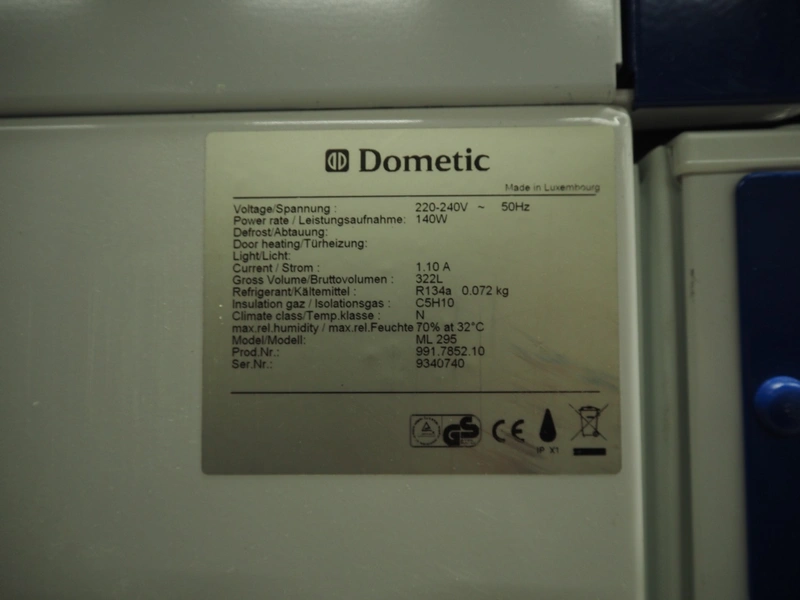 Dometic
Made in Luxembourg
Voltage/Spannung : 220-240V ~ 50Hz
Power rate / Leistungsaufnahme: 140W
Defrost/Abtauung:
Door heating/Türheizung:
Light/Licht:
Current / Strom : 1.10 A
Gross Volume/Bruttovolumen : 322L
Refrigerant/Kältemittel : R134a 0.072 kg
Insulation gaz / Isolationsgas : C5H10
Climate class/Temp.klasse : N
max.rel.humidity / max.rel.Feuchte 70% at 32°C
Model/Modell: ML 295
Prod.Nr.: 991.7852.10
Ser.Nr.: 9340740
GS CE
IP X1